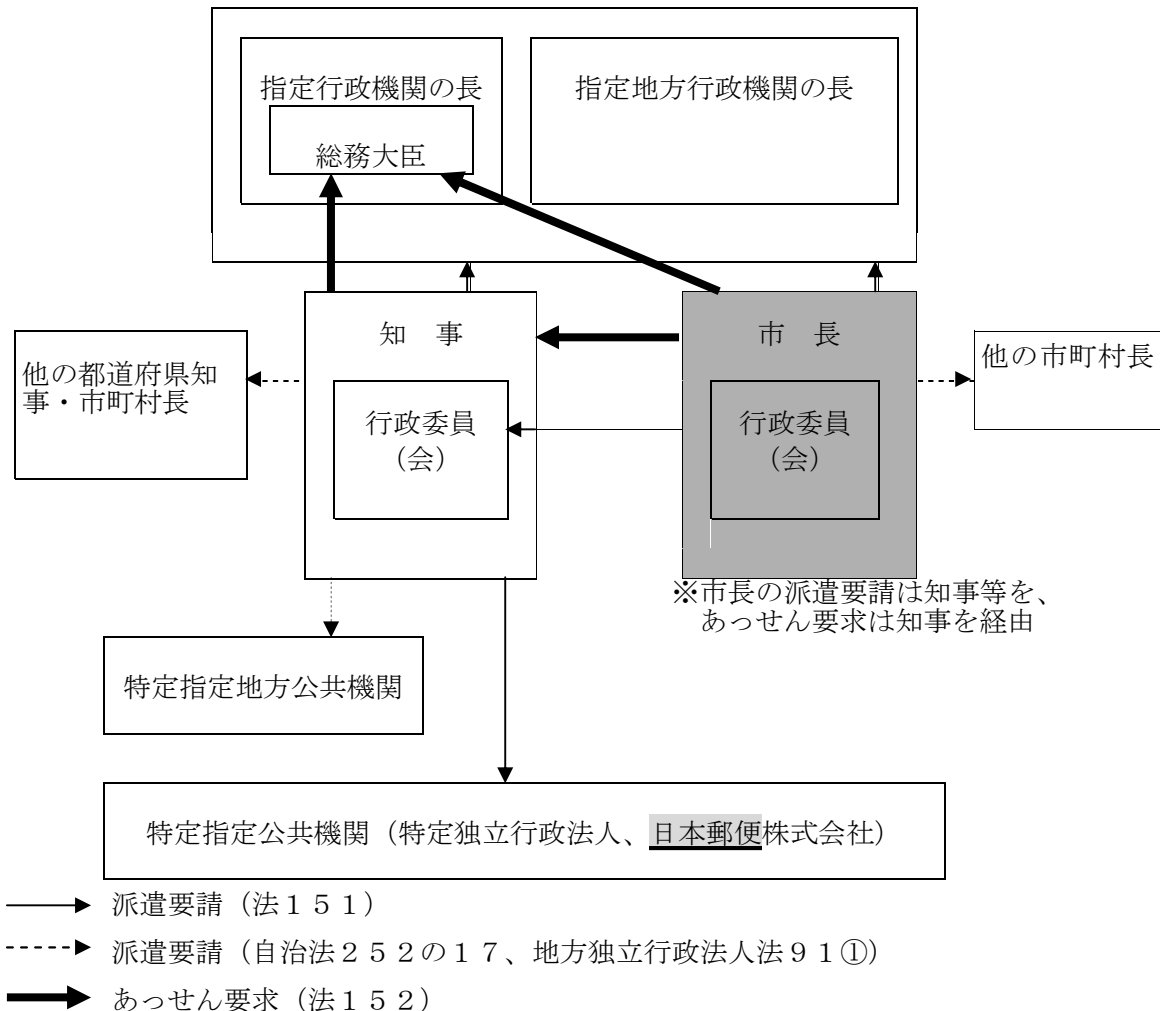 指定行政機関の長
総務大臣
指定地方行政機関の長
知　事
行政委員
（会）
市　長
行政委員
（会）
他の都道府県知
事・市町村長
他の市町村長
※市長の派遣要請は知事等を、
あっせん要求は知事を経由
特定指定地方公共機関
特定指定公共機関（特定独立行政法人、日本郵便株式会社）
派遣要請（法１５１）
派遣要請（自治法２５２の１７、地方独立行政法人法９１①）
あっせん要求（法１５２）